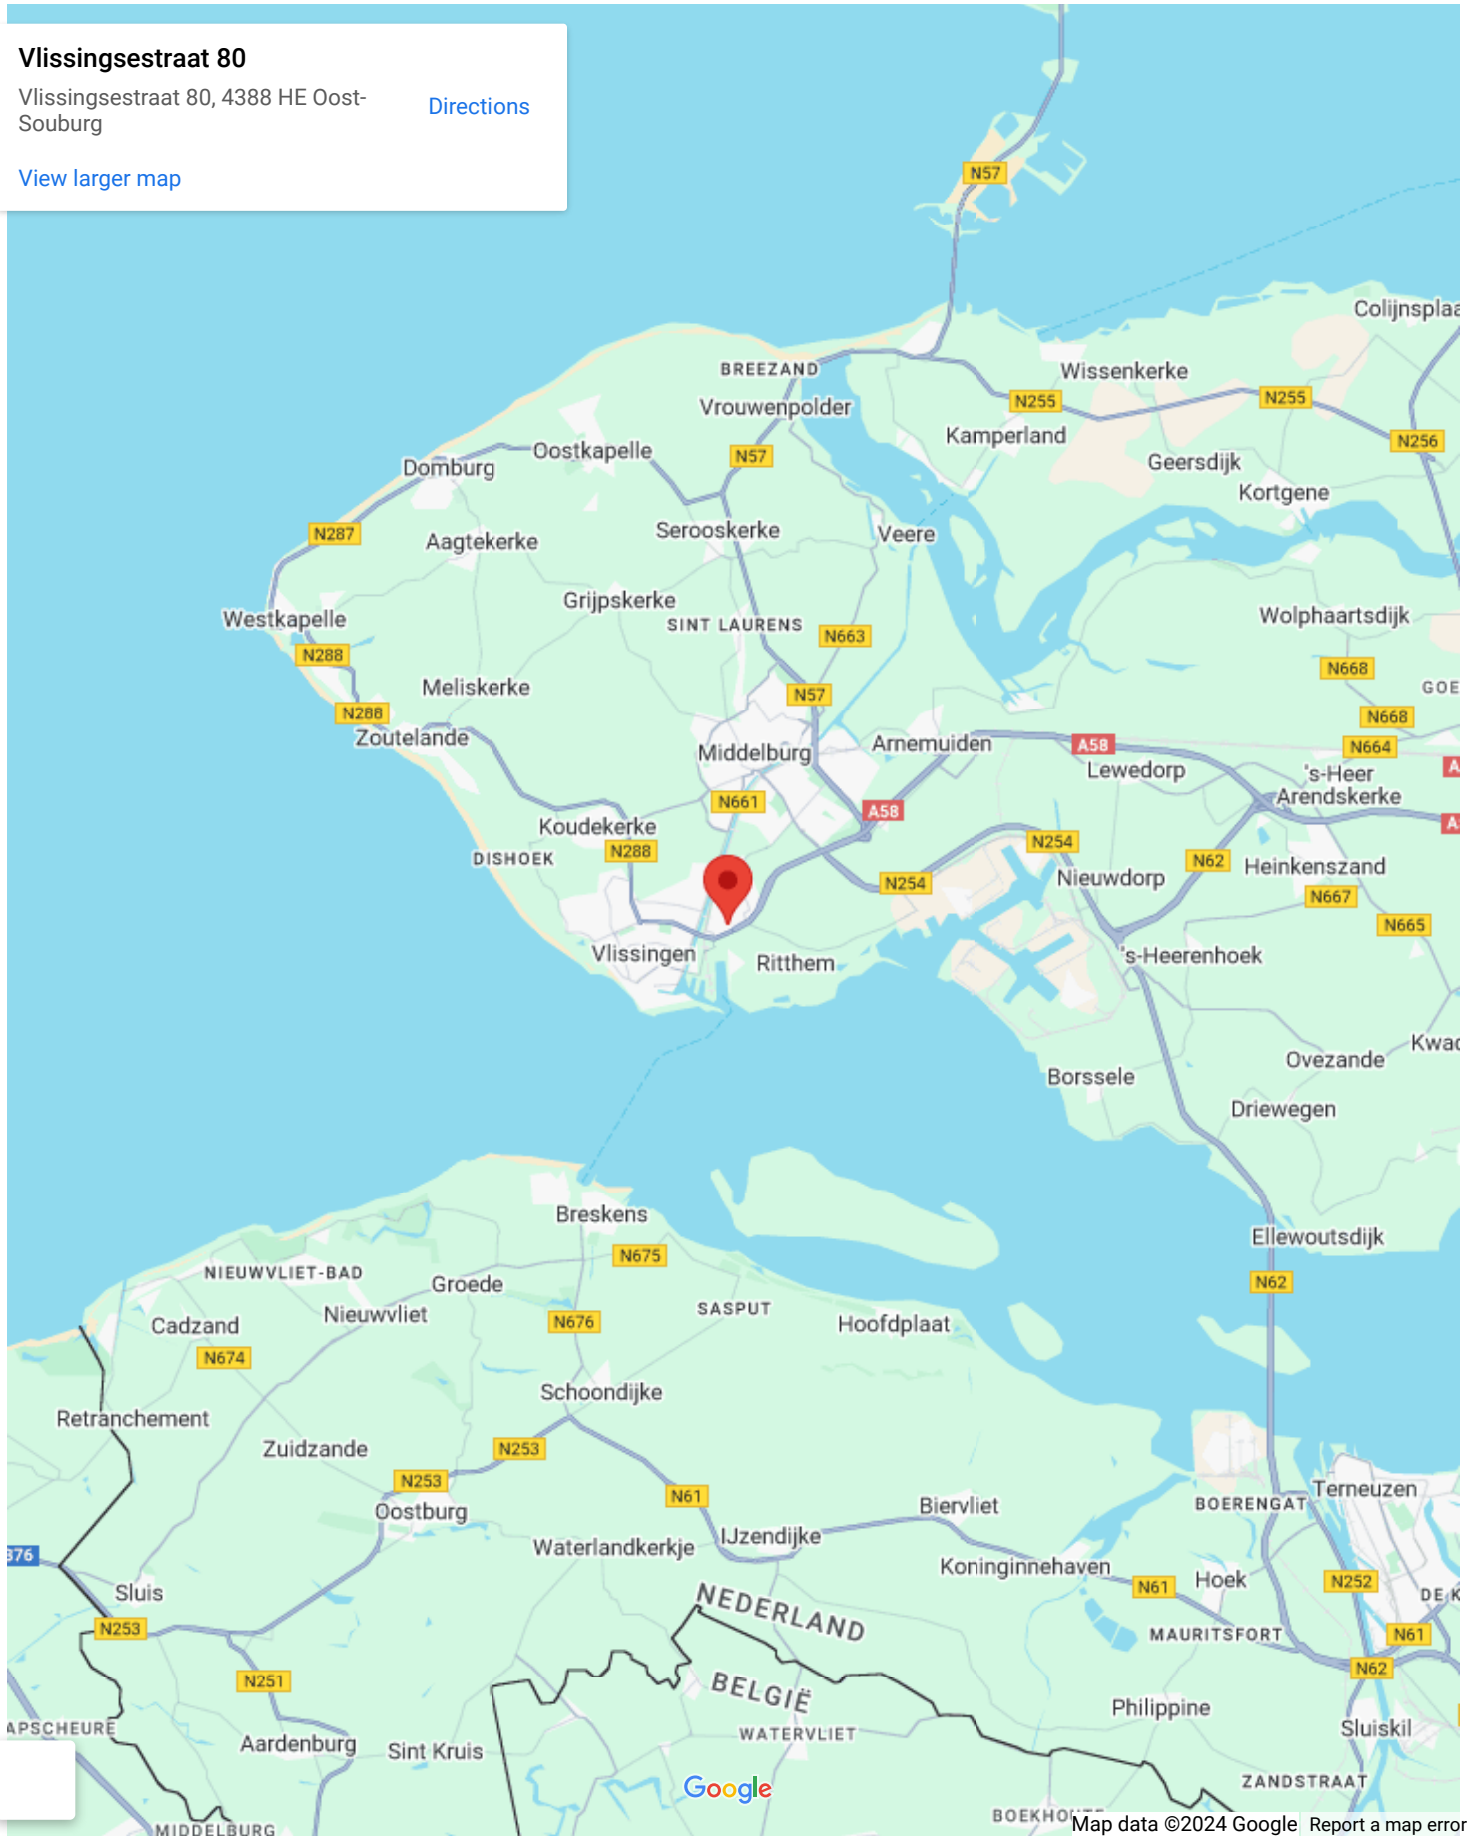 Vlissingsestraat 80
Vlissingsestraat 80, 4388 HE Oost-
Souburg
Directions
View larger map
N57
Colijnsplaa
BREEZAND
Wissenkerke
Vrouwenpolder
N255
N255
Kamperland
N256
Oostkapelle
N57
Domburg
Geersdijk
Kortgene
N287
Aagtekerke
Serooskerke
Veere
Grijpskerke
Westkapelle
SINT LAURENS
N663
Wolphaartsdijk
N288
N668
Meliskerke
N57
GOE
N288
N668
Zoutelande
Middelburg
Arnemuiden
A58
N664
Lewedorp
's-Heer
Arendskerke
A
N661
A58
A
Koudekerke
N288
DISHOEK
N254
N62
Heinkenszand
N254
Nieuwdorp
N667
N665
Vlissingen
Ritthem
's-Heerenhoek
Kwad
Ovezande
Borssele
Driewegen
Breskens
Ellewoutsdijk
N675
NIEUWVLIET-BAD
Groede
N62
Nieuwvliet
SASPUT
Cadzand
N676
Hoofdplaat
N674
Schoondijke
Retranchement
Zuidzande
N253
N253
N61
Terneuzen
Oostburg
Biervliet
BOERENGAT
Waterlandkerkje
IJzendijke
376
Koninginnehaven
Sluis
N61
Hoek
N252
DE K
NEDERLAND
N253
MAURITSFORT
N61
N251
N62
BELGIË
Philippine
APSCHEURE
WATERVLIET
Sluiskil
Aardenburg
Sint Kruis
Google
ZANDSTRAAT
MIDDELBURG
Map data ©2024 Google
Report a map error